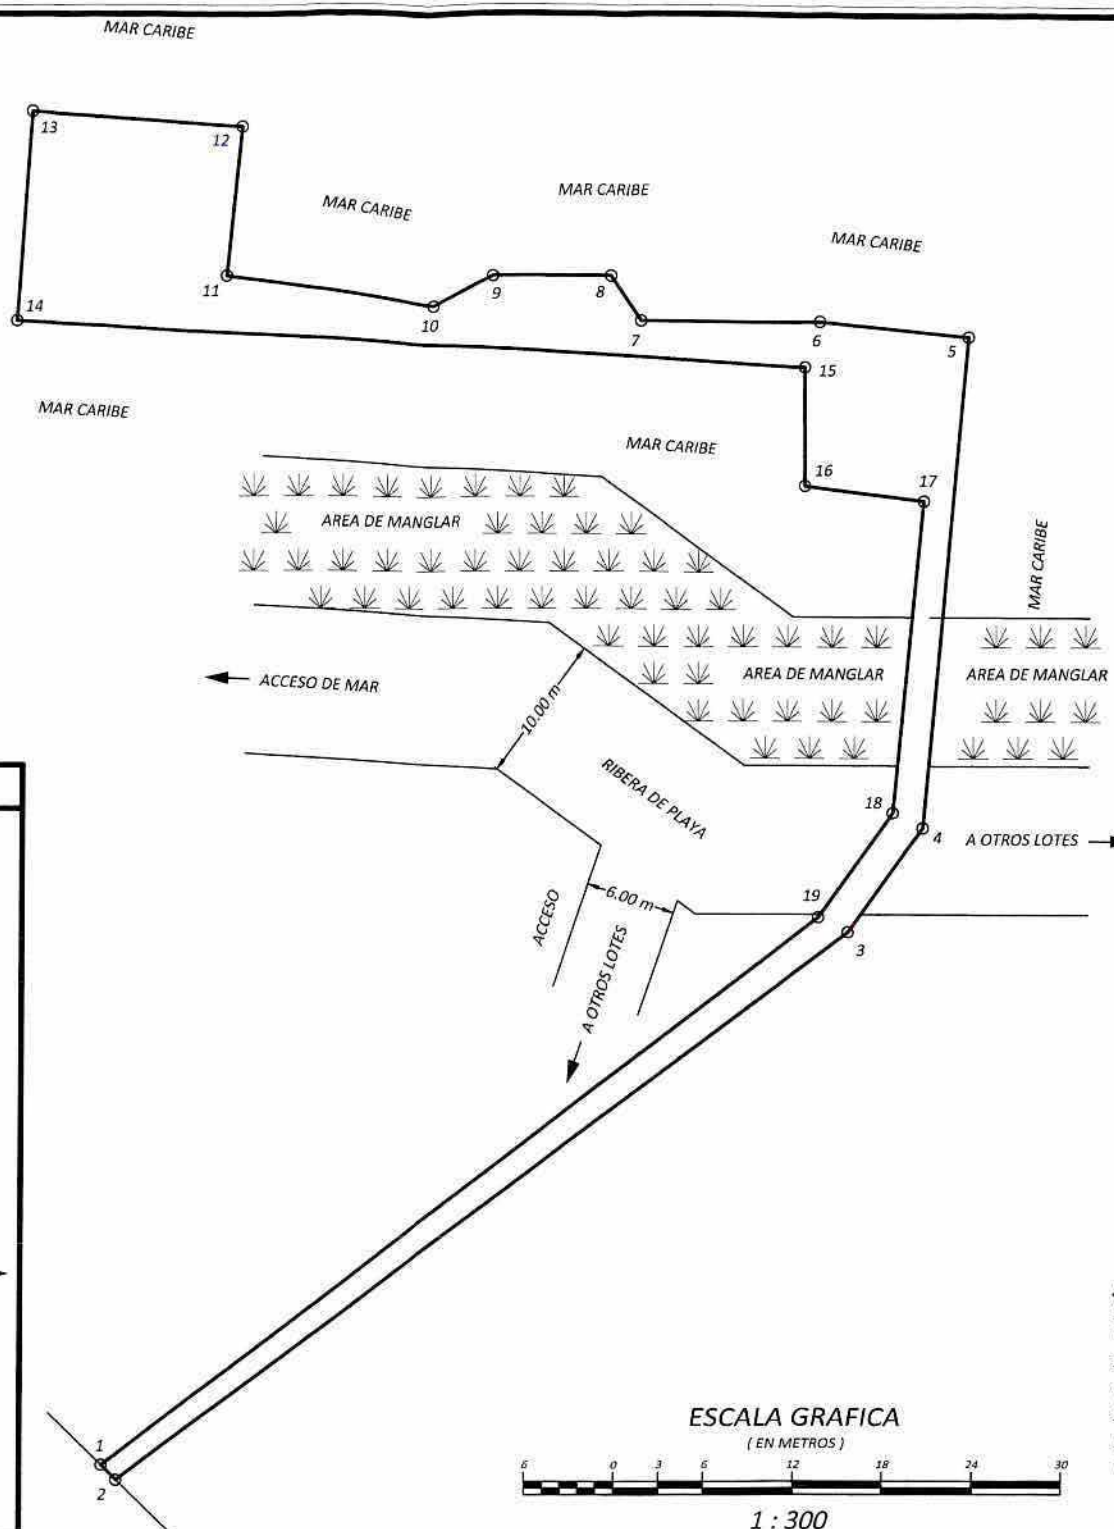 MAR CARIBE
13
12
MAR CARIBE
MAR CARIBE
MAR CARIBE
11
9
8
14
10
7
6
5
15
MAR CARIBE
MAR CARIBE
16
17
AREA DE MANGLAR
MAR CARIBE
ACCESO DE MAR
AREA DE MANGLAR
AREA DE MANGLAR
10.00 m
RIBERA DE PLAYA
18
4
A OTROS LOTES
19
6.00 m
ACCESO
3
A OTROS LOTES
1
2
ESCALA GRAFICA
( EN METROS )
6 0 3 6 12 18 24 30
1 : 300